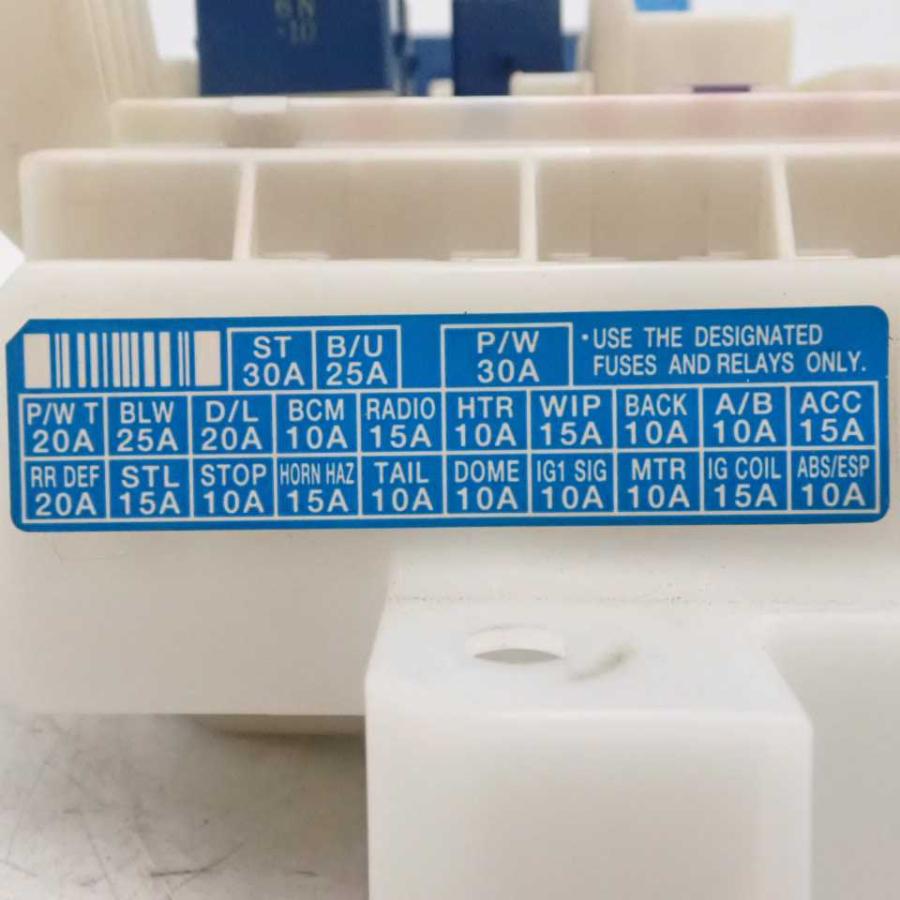 6N
-10
ST B/U P/W
30A 25A 30A
·USE THE DESIGNATED
FUSES AND RELAYS ONLY.
P/W T BLW D/L BCM RADIO HTR WIP BACK A/B ACC
20A 25A 20A 10A 15A 10A 15A 10A 10A 15A
RR DEF STL STOP HORN HAZ TAIL DOME IG1 SIG MTR IG COIL ABS/ESP
20A 15A 10A 15A 10A 10A 10A 10A 15A 10A